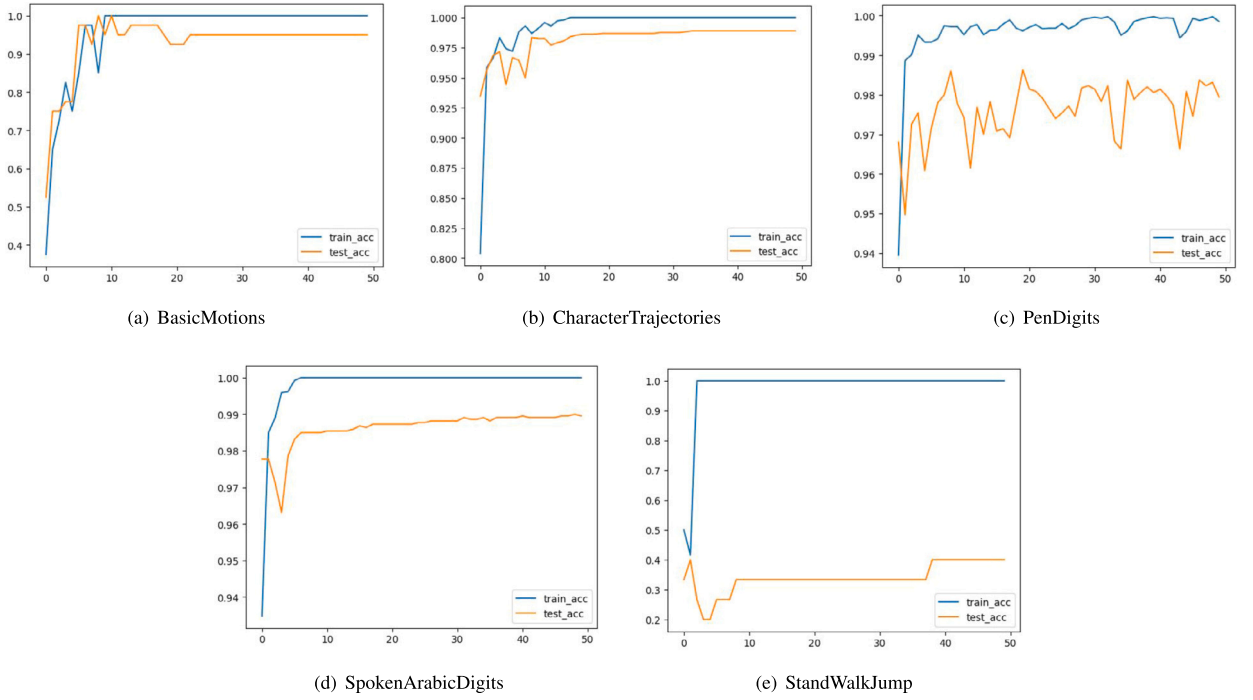 1.0
0.9
0.8
0.7
0.6
0.5
0.4
0 10 20 30 40 50
train_acc
test_acc
(a) BasicMotions
1.000
0.975
0.950
0.925
0.900
0.875
0.850
0.825
0.800
0 10 20 30 40 50
train_acc
test_acc
(b) CharacterTrajectories
1.00
0.99
0.98
0.97
0.96
0.95
0.94
0 10 20 30 40 50
train_acc
test_acc
(c) PenDigits
1.00
0.99
0.98
0.97
0.96
0.95
0.94
0 10 20 30 40 50
train_acc
test_acc
(d) SpokenArabicDigits
1.0
0.9
0.8
0.7
0.6
0.5
0.4
0.3
0.2
0 10 20 30 40 50
train_acc
test_acc
(e) StandWalkJump